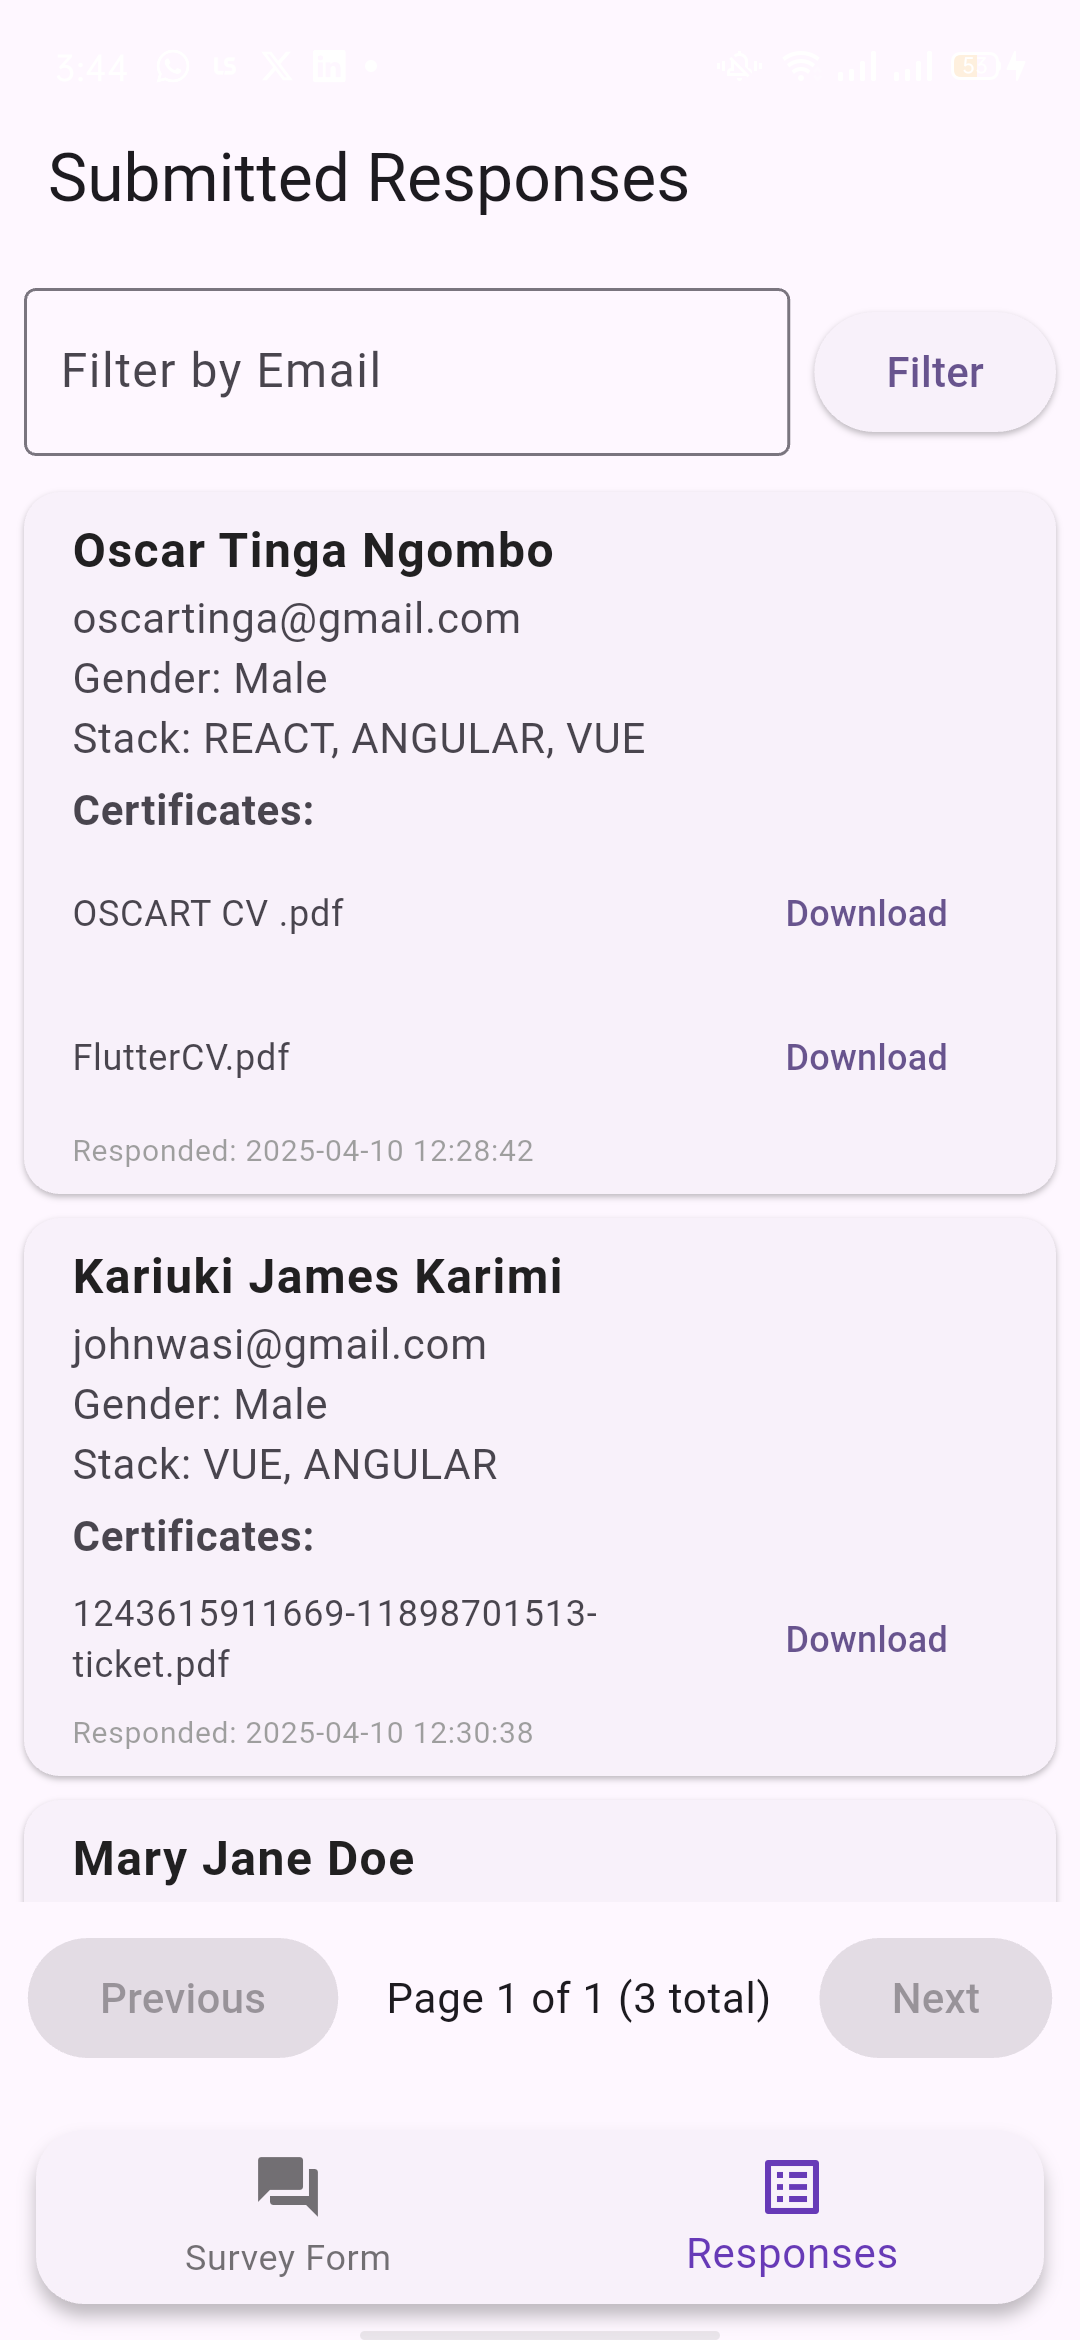 3:44 LS X in 55
Submitted Responses
Filter by Email
Filter
Oscar Tinga Ngombo
oscartinga@gmail.com
Gender: Male
Stack: REACT, ANGULAR, VUE
Certificates:
OSCART CV .pdf Download
FlutterCV.pdf Download
Responded: 2025-04-10 12:28:42
Kariuki James Karimi
johnwasi@gmail.com
Gender: Male
Stack: VUE, ANGULAR
Certificates:
1243615911669-11898701513-
ticket.pdf
Download
Responded: 2025-04-10 12:30:38
Mary Jane Doe
Previous Page 1 of 1 (3 total) Next
Survey Form Responses